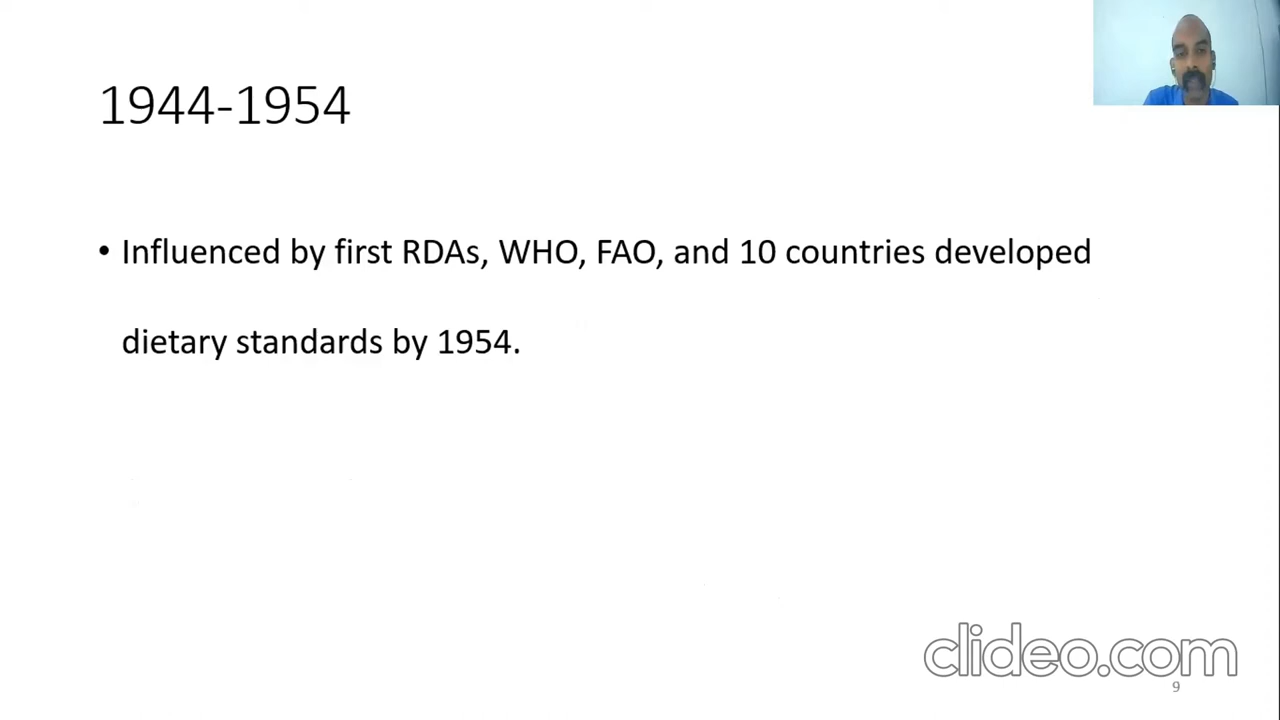 1944-1954
• Influenced by first RDAs, WHO, FAO, and 10 countries developed
dietary standards by 1954.
clideo.com
9